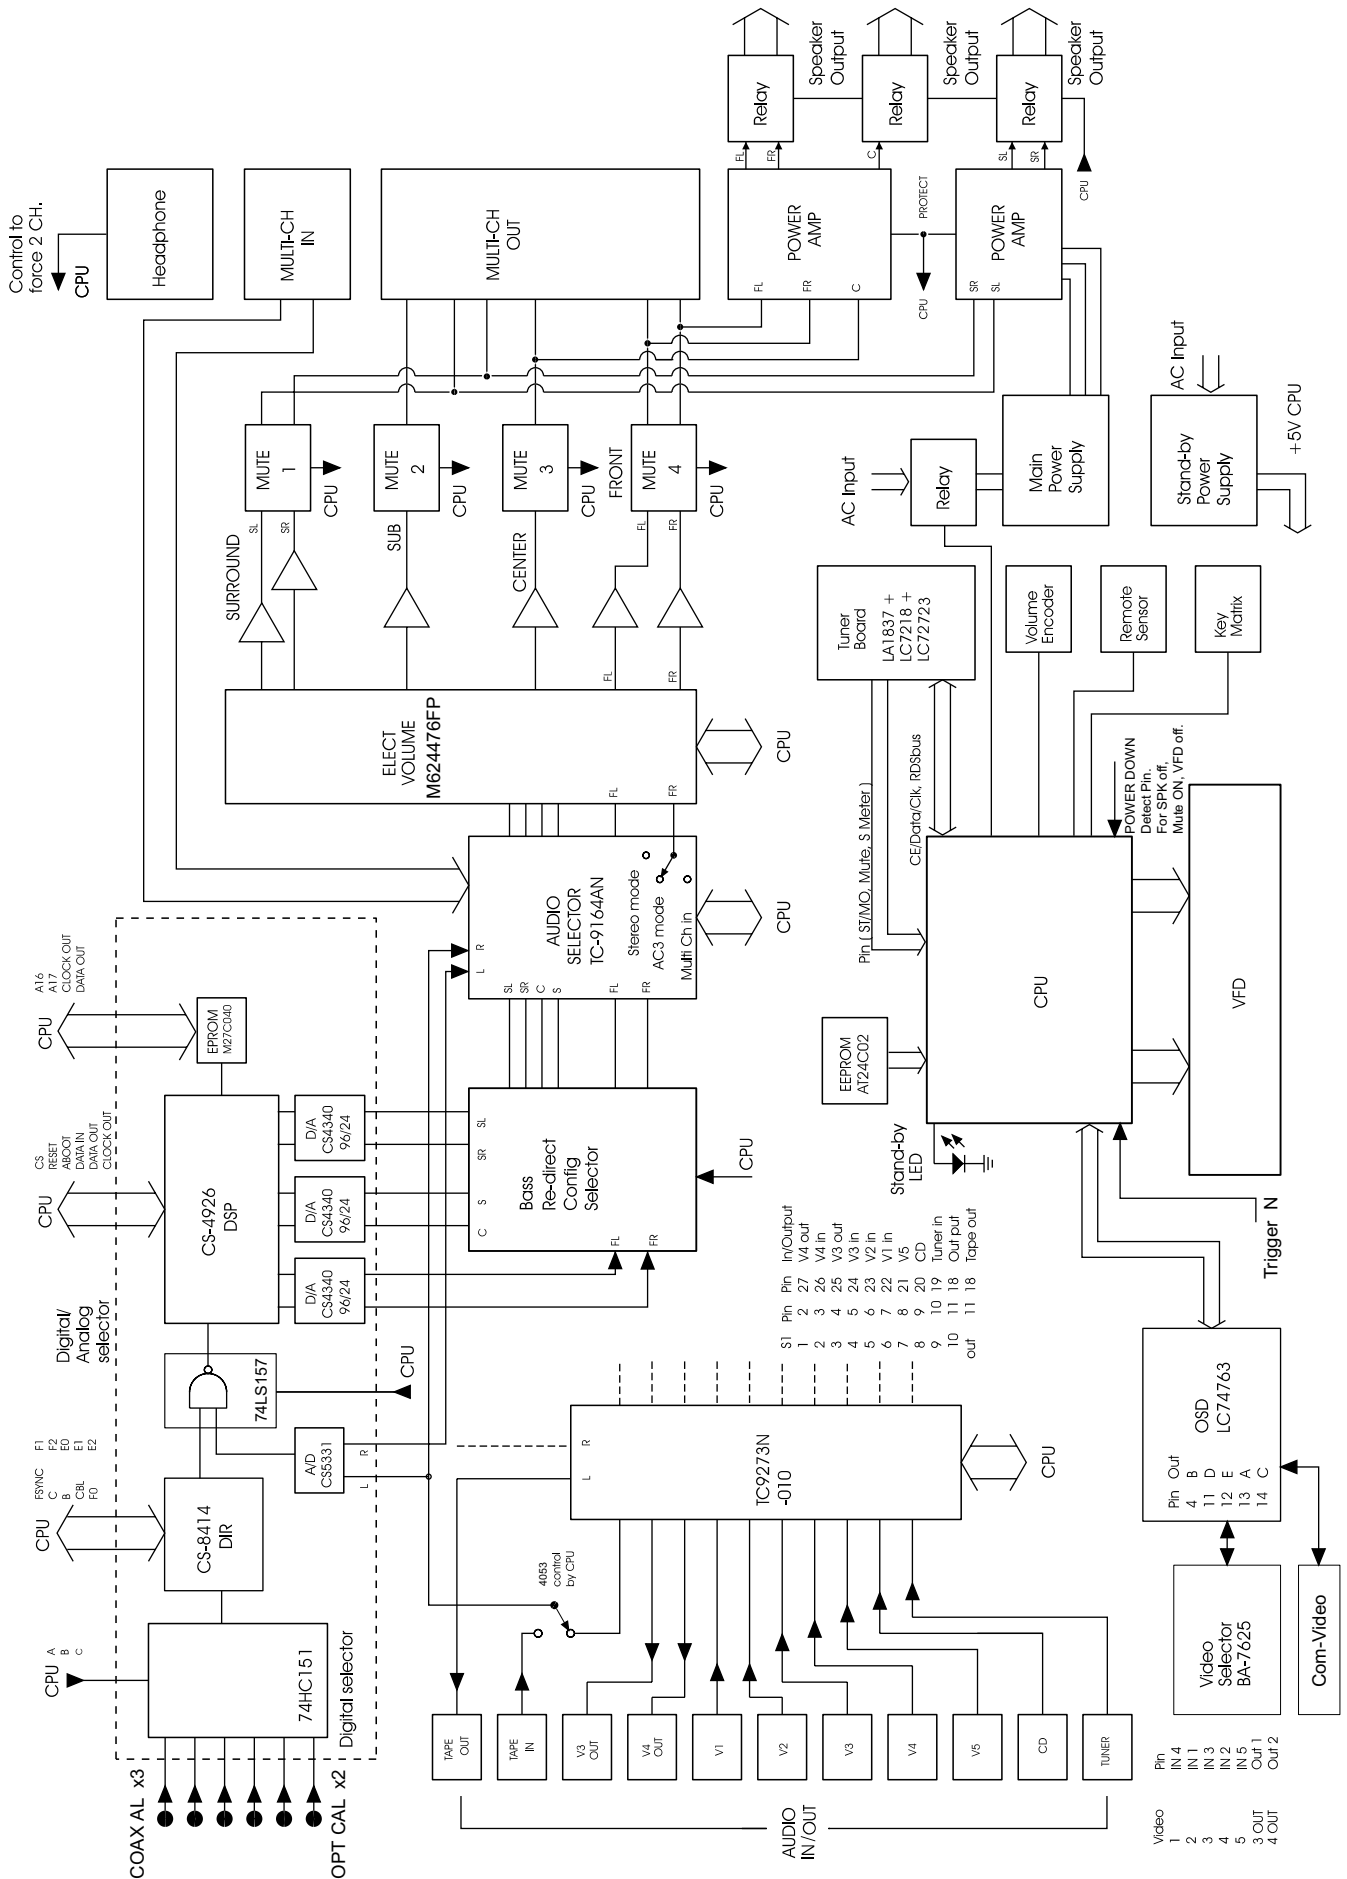 Control to
force 2 CH.
CPU
Headphone
MULTI-CH
IN
MULTI-CH
OUT
Speaker
Output
Speaker
Output
Speaker
Output
Relay
Relay
Relay
FL
FR
C
SL
SR
CPU
POWER
AMP
FL
FR
C
PROTECT
CPU
POWER
AMP
SR
SL
SURROUND
SL
SR
MUTE
1
CPU
SUB
MUTE
2
CPU
CENTER
MUTE
3
CPU
FRONT
FL
FR
MUTE
4
CPU
AC Input
Relay
Main
Power
Supply
AC Input
Stand-by
Power
Supply
+5V CPU
ELECT
VOLUME
M624476FP
FL
FR
FL
FR
CPU
Tuner
Board
LA1837 +
LC7218 +
LC72723
Volume
Encoder
Remote
Sensor
Key
Matrix
Pin ( ST/MO, Mute, S Meter )
CE/Data/Clk, RDSbus
POWER DOWN
Detect Pin.
For SPK off,
Mute ON, VFD off.
AUDIO
SELECTOR
TC-9164AN
R
L
SL
SR
C
S
FL
FR
Stereo mode
AC3 mode
Multi Ch in
CPU
CPU
VFD
EEPROM
AT24C02
Stand-by
LED
Trigger N
CPU
A16
A17
CLOCK OUT
DATA OUT
EPROM
M27C040
CPU
CS
RESET
ABOOT
DATA IN
DATA OUT
CLOCK OUT
CS-4926
DSP
D/A
CS4340
96/24
D/A
CS4340
96/24
D/A
CS4340
96/24
Bass
Re-direct
Config
Selector
SL
SR
S
C
FL
FR
CPU
Digital/
Analog
selector
74LS157
CPU
A/D
CS5331
R
L
CPU
FSYNC
C
B
CBL
F0
F1
F2
E0
E1
E2
CS-8414
DIR
CPU
A
B
C
74HC151
Digital selector
COAX AL x3
OPT CAL x2
S1 Pin Pin In/Output
1 2 27 V4 out
2 3 26 V4 in
3 4 25 V3 out
4 5 24 V3 in
5 6 23 V2 in
6 7 22 V1 in
7 8 21 V5
8 9 20 CD
9 10 19 Tuner in
10 11 18 Out put
out 11 18 Tape out
TC9273N
-010
L
R
CPU
4053
control
by CPU
TAPE
OUT
TAPE
IN
V3
OUT
V4
OUT
V1
V2
V3
V4
V5
CD
TUNER
AUDIO
IN/OUT
OSD
LC74763
Pin Out
4 B
11 D
12 E
13 A
14 C
Video
Selector
BA-7625
Com-Video
Video Pin
1 IN 4
2 IN 1
3 IN 3
4 IN 2
5 IN 5
3 OUT Out 1
4 OUT Out 2